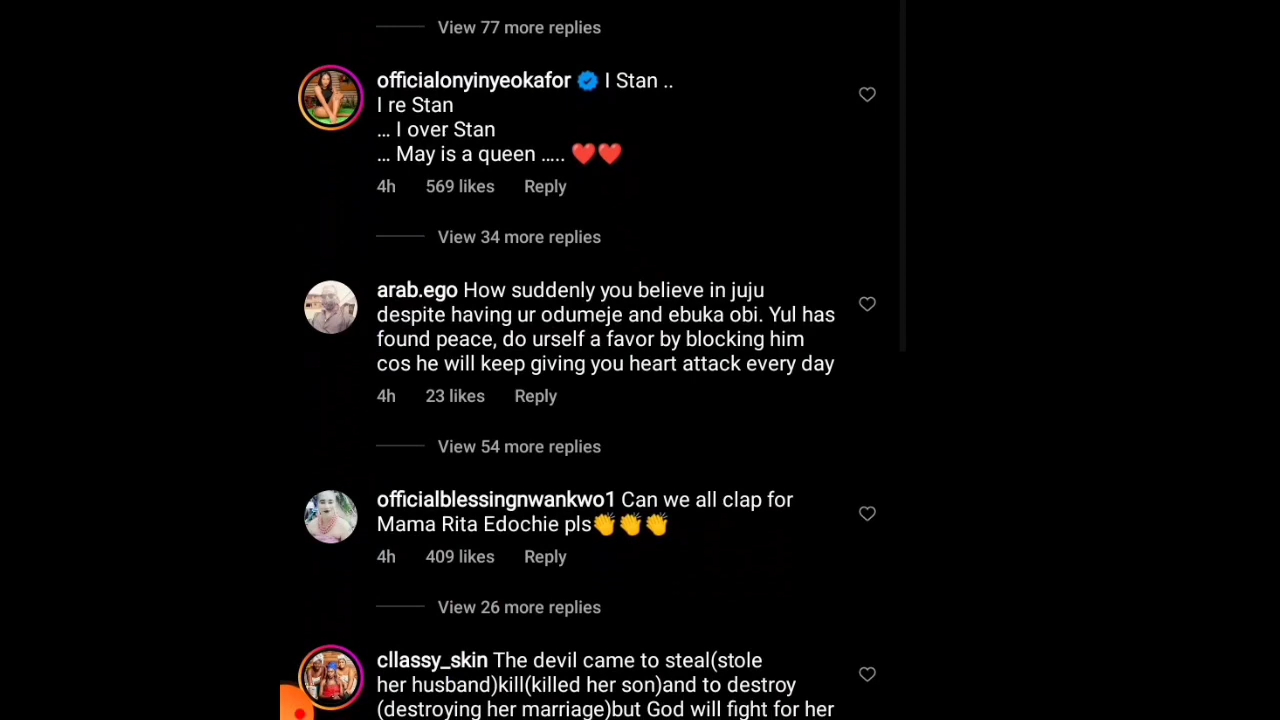 View 77 more replies
officialonyinyeokafor I Stan ..
I re Stan
... I over Stan
... May is a queen ..... ❤️❤️
4h 569 likes Reply
View 34 more replies
arab.ego How suddenly you believe in juju
despite having ur odumeje and ebuka obi. Yul has
found peace, do urself a favor by blocking him
cos he will keep giving you heart attack every day
4h 23 likes Reply
View 54 more replies
officialblessingnwankwo1 Can we all clap for
Mama Rita Edochie pls👏👏👏
4h 409 likes Reply
View 26 more replies
cllassy_skin The devil came to steal(stole
her husband)kill(killed her son)and to destroy
(destroying her marriage)but God will fight for her